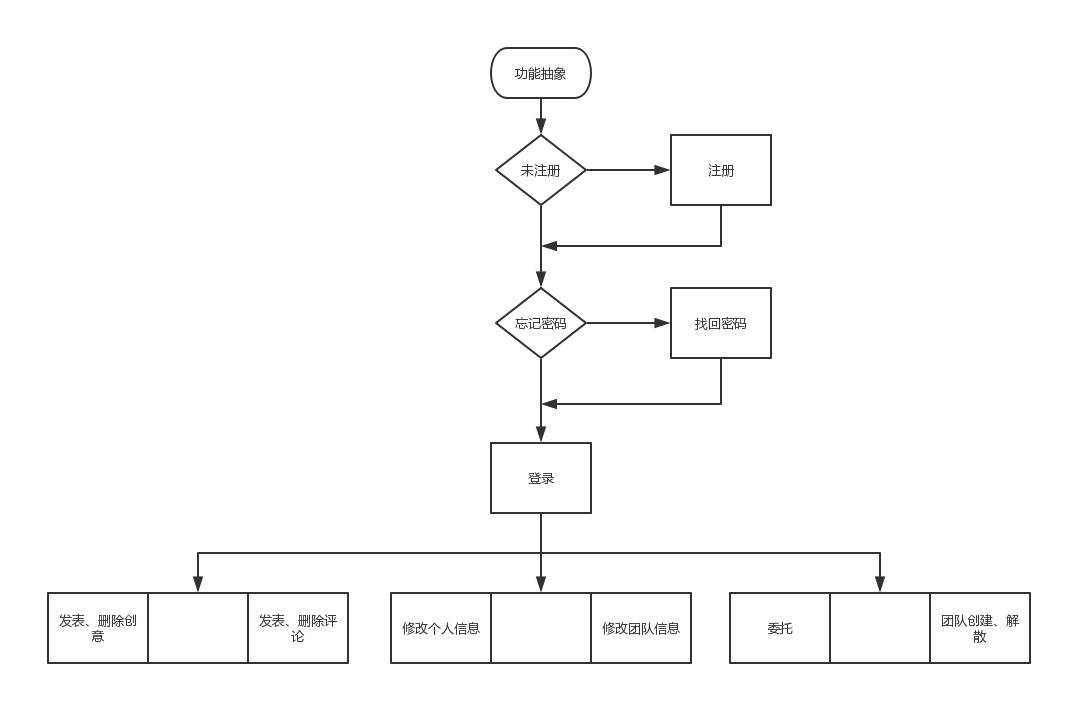 功能抽象
未注册
注册
忘记密码
找回密码
登录
发表、删除创
意
发表、删除评
论
修改个人信息
修改团队信息
委托
团队创建、解
散